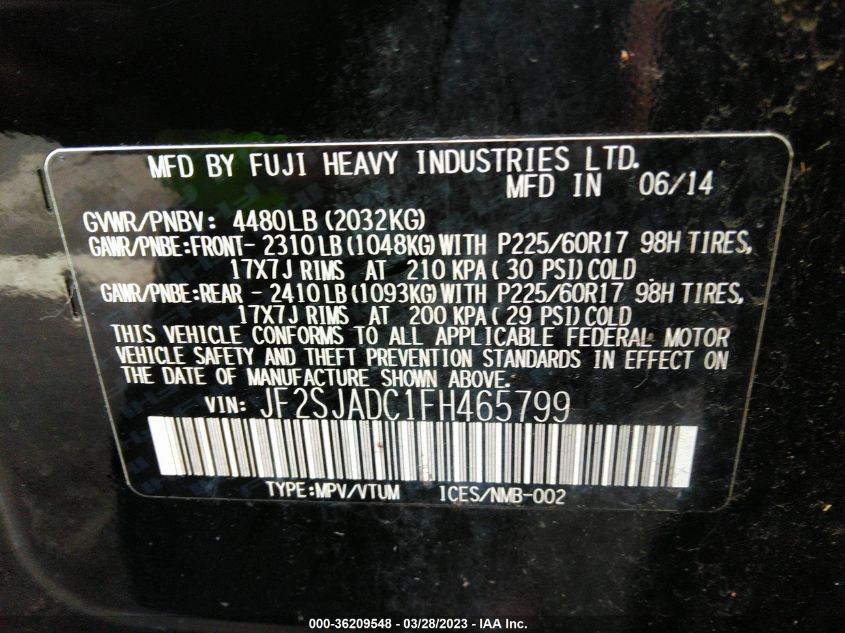 MFD BY FUJI HEAVY INDUSTRIES LTD.
MFD IN 06/14
GVWR/PNBV: 4480LB (2032KG)
GAWR/PNBE:FRONT- 2310LB (1048KG) WITH P225/60R17 98H TIRES,
17X7J RIMS AT 210 KPA ( 30 PSI) COLD .
GAWR/PNBE:REAR - 2410LB (1093KG) WITH P225/60R17 98H TIRES,
17X7J RIMS AT 200 KPA ( 29 PSI) COLD
THIS VEHICLE CONFORMS TO ALL APPLICABLE FEDERAL MOTOR
VEHICLE SAFETY AND THEFT PREVENTION STANDARDS IN EFFECT ON
THE DATE OF MANUFACTURE SHOWN ABOVE.
VIN: JF2SJADC1FH465799
TYPE:MPV/VTUM ICES/NMB-002
000-36209548 - 03/28/2023 - IAA Inc.